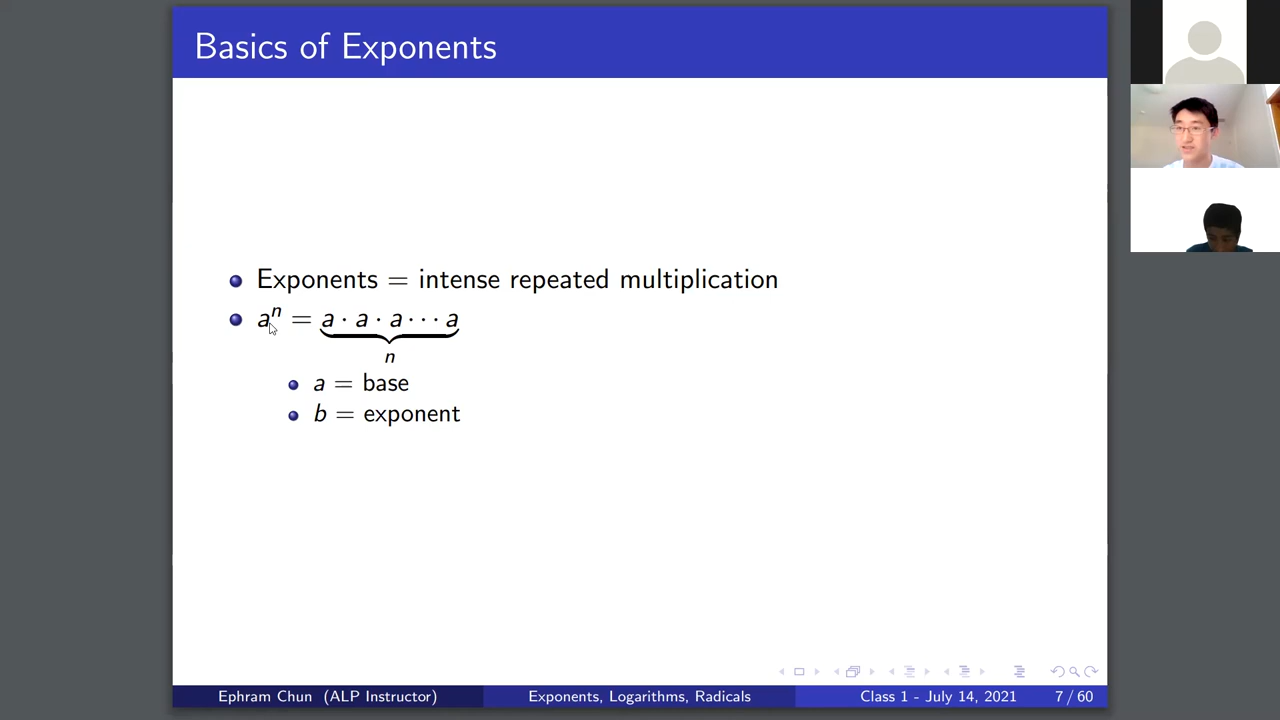 Basics of Exponents
Exponents = intense repeated multiplication
aⁿ = a · a · a · · · a
n
a = base
b = exponent
Ephram Chun (ALP Instructor) Exponents, Logarithms, Radicals Class 1 - July 14, 2021 7 / 60